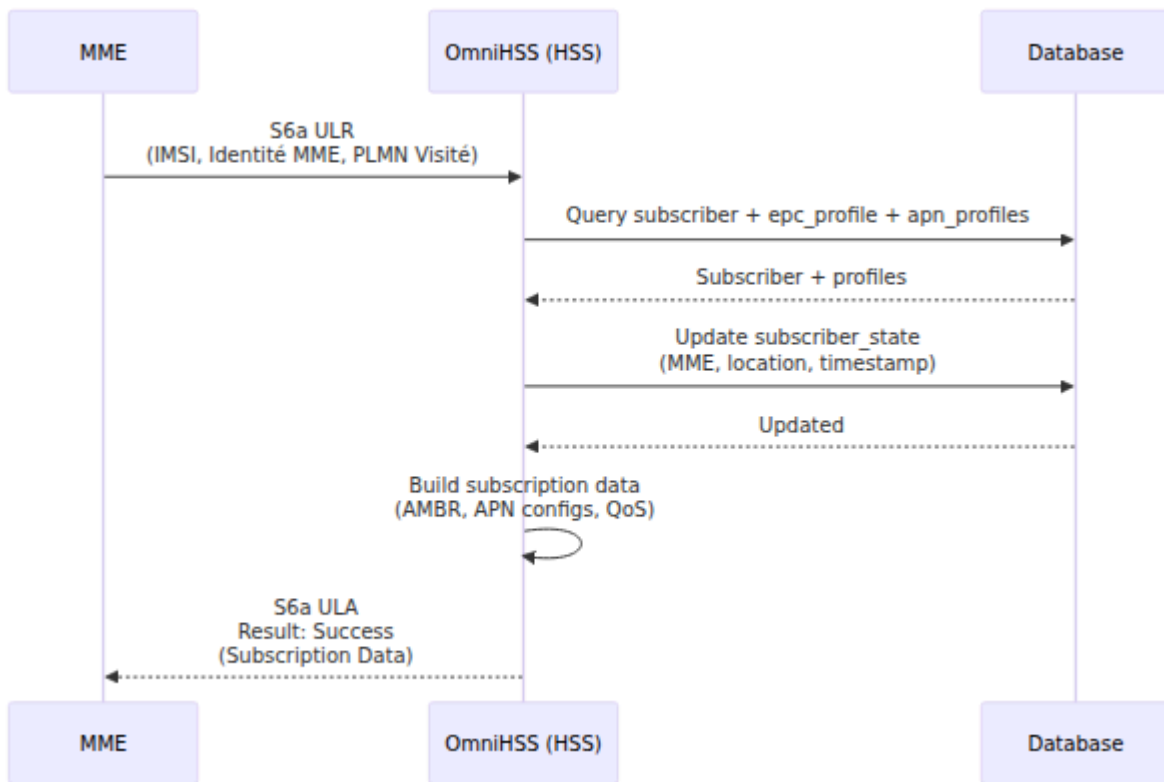 MME
OmniHSS (HSS)
Database
S6a ULR
(IMSI, Identité MME, PLMN Visité)
Query subscriber + epc_profile + apn_profiles
Subscriber + profiles
Update subscriber_state
(MME, location, timestamp)
Updated
Build subscription data
(AMBR, APN configs, QoS)
S6a ULA
Result: Success
(Subscription Data)
MME
OmniHSS (HSS)
Database